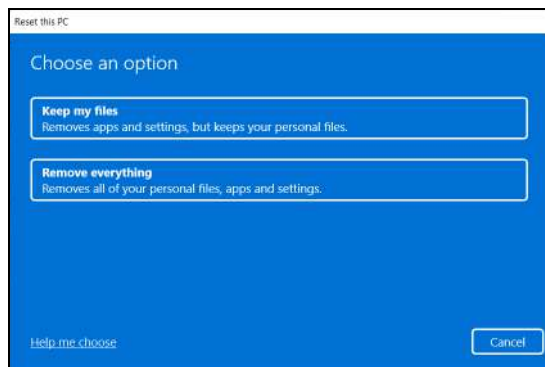 Reset this PC
Choose an option
Keep my files
Removes apps and settings, but keeps your personal files.
Remove everything
Removes all of your personal files, apps and settings.
Help me choose
Cancel